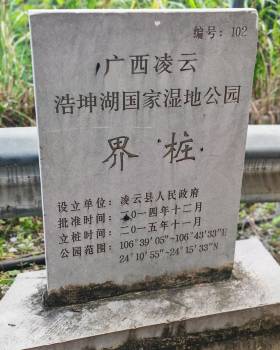 编号：102
广西凌云
浩坤湖国家湿地公园
界桩
设立单位：凌云县人民政府
批准时间：二〇一四年十二月
立桩时间：二〇一五年十一月
公园范围：106°39′05″~106°43′33″E
24°10′55″~24°15′33″N